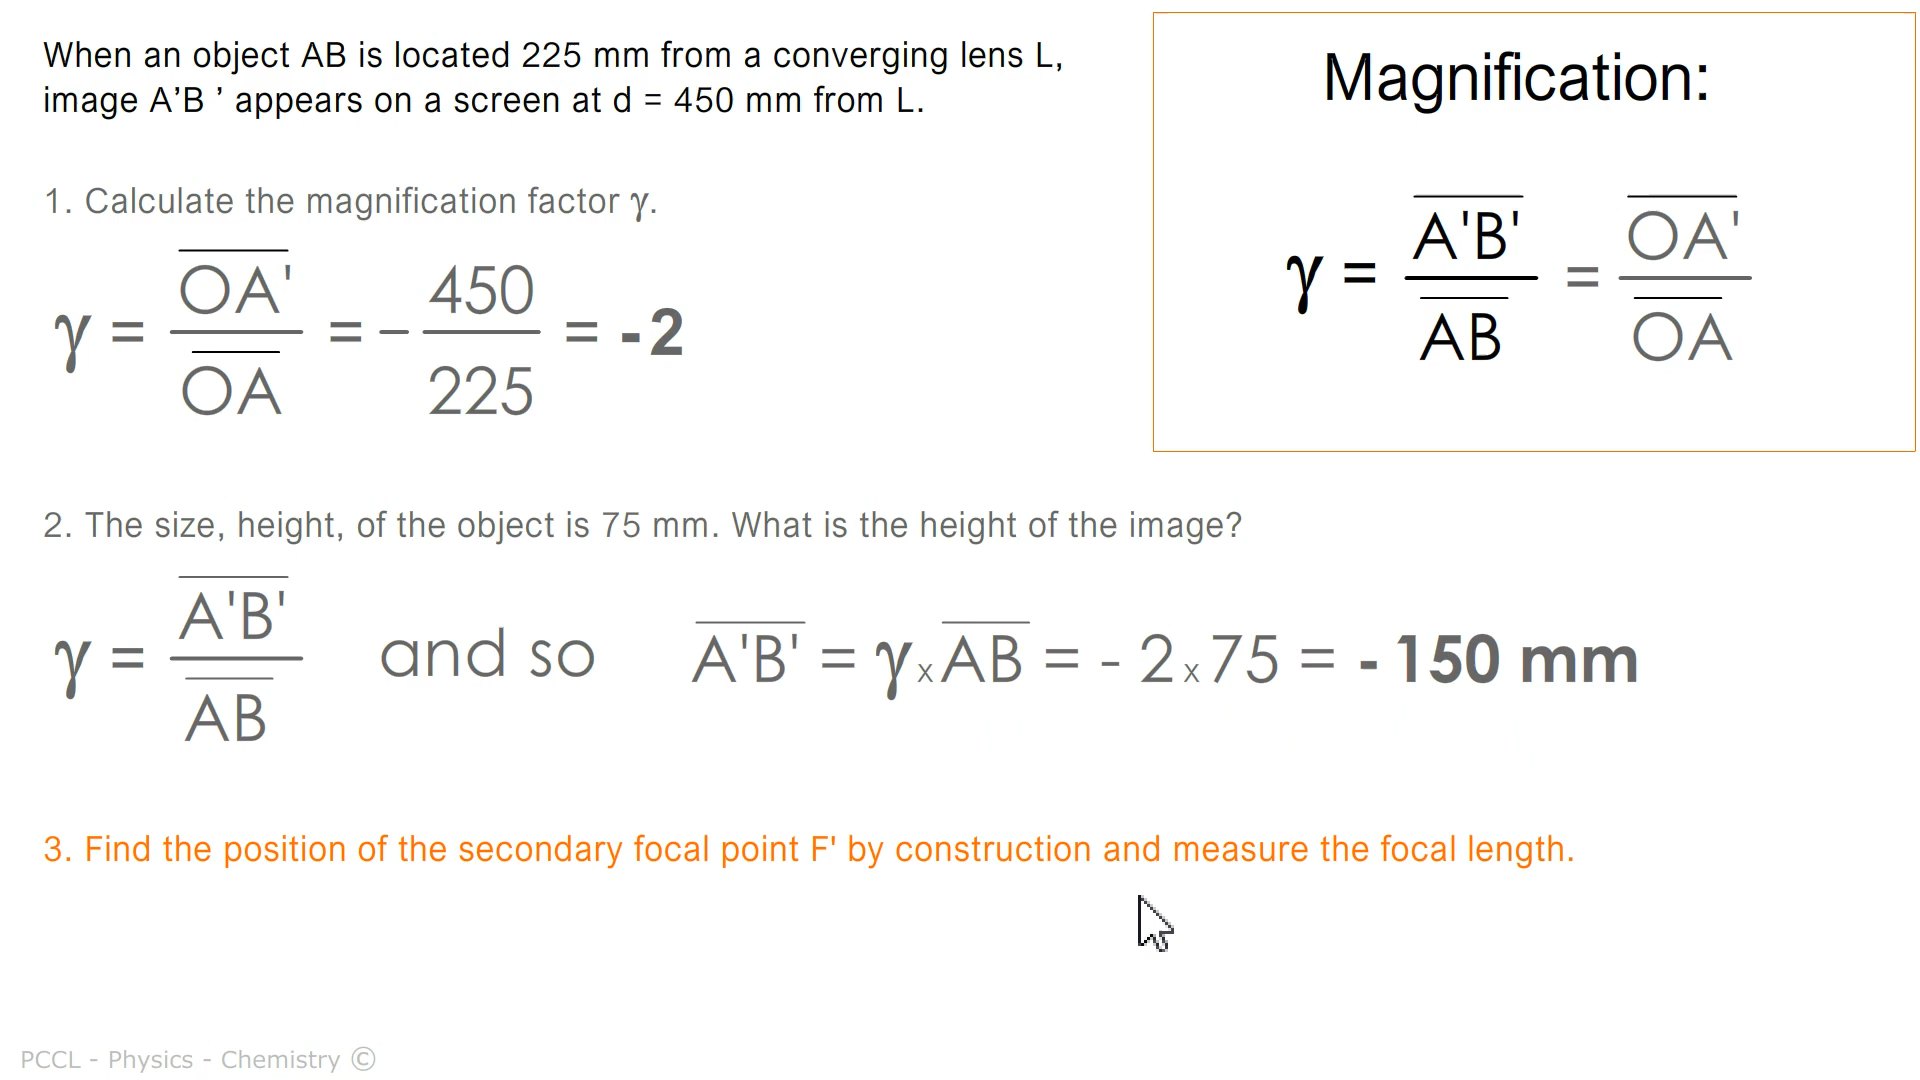 When an object AB is located 225 mm from a converging lens L,
image A’B ’ appears on a screen at d = 450 mm from L.
Magnification:
γ = A'B' / AB = OA' / OA
1. Calculate the magnification factor γ.
γ = OA' / OA = – 450 / 225 = - 2
2. The size, height, of the object is 75 mm. What is the height of the image?
γ = A'B' / AB and so A'B' = γ x AB = - 2 x 75 = - 150 mm
3. Find the position of the secondary focal point F' by construction and measure the focal length.
PCCL - Physics - Chemistry ©